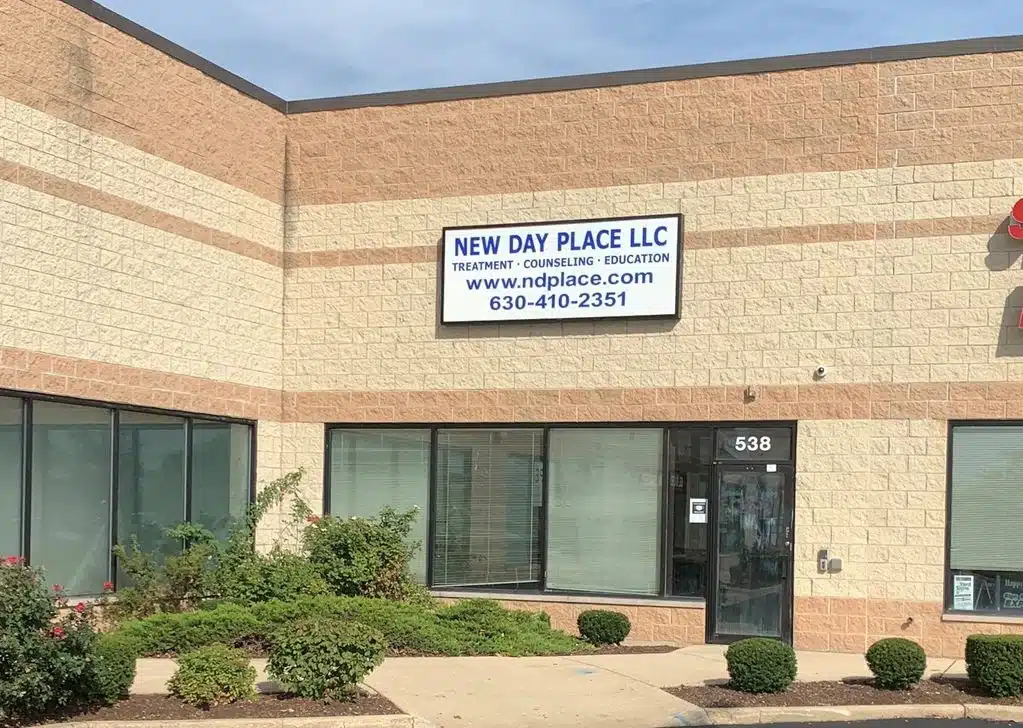 NEW DAY PLACE LLC
TREATMENT · COUNSELING · EDUCATION
www.ndplace.com
630-410-2351
538